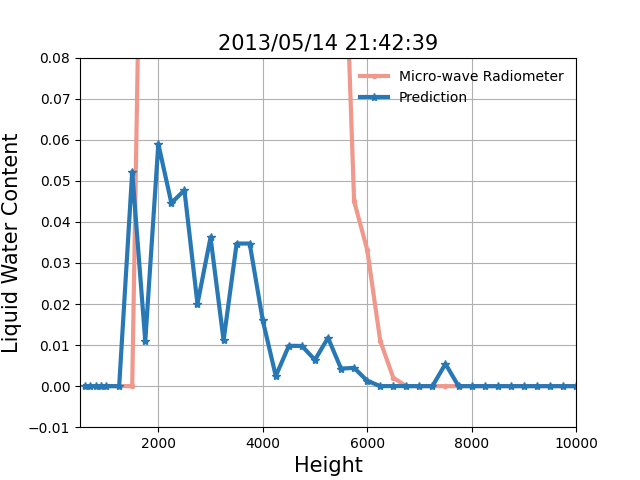 2013/05/14 21:42:39
Micro-wave Radiometer
Prediction
0.08
0.07
0.06
0.05
0.04
0.03
0.02
0.01
0.00
−0.01
Liquid Water Content
2000 4000 6000 8000 10000
Height